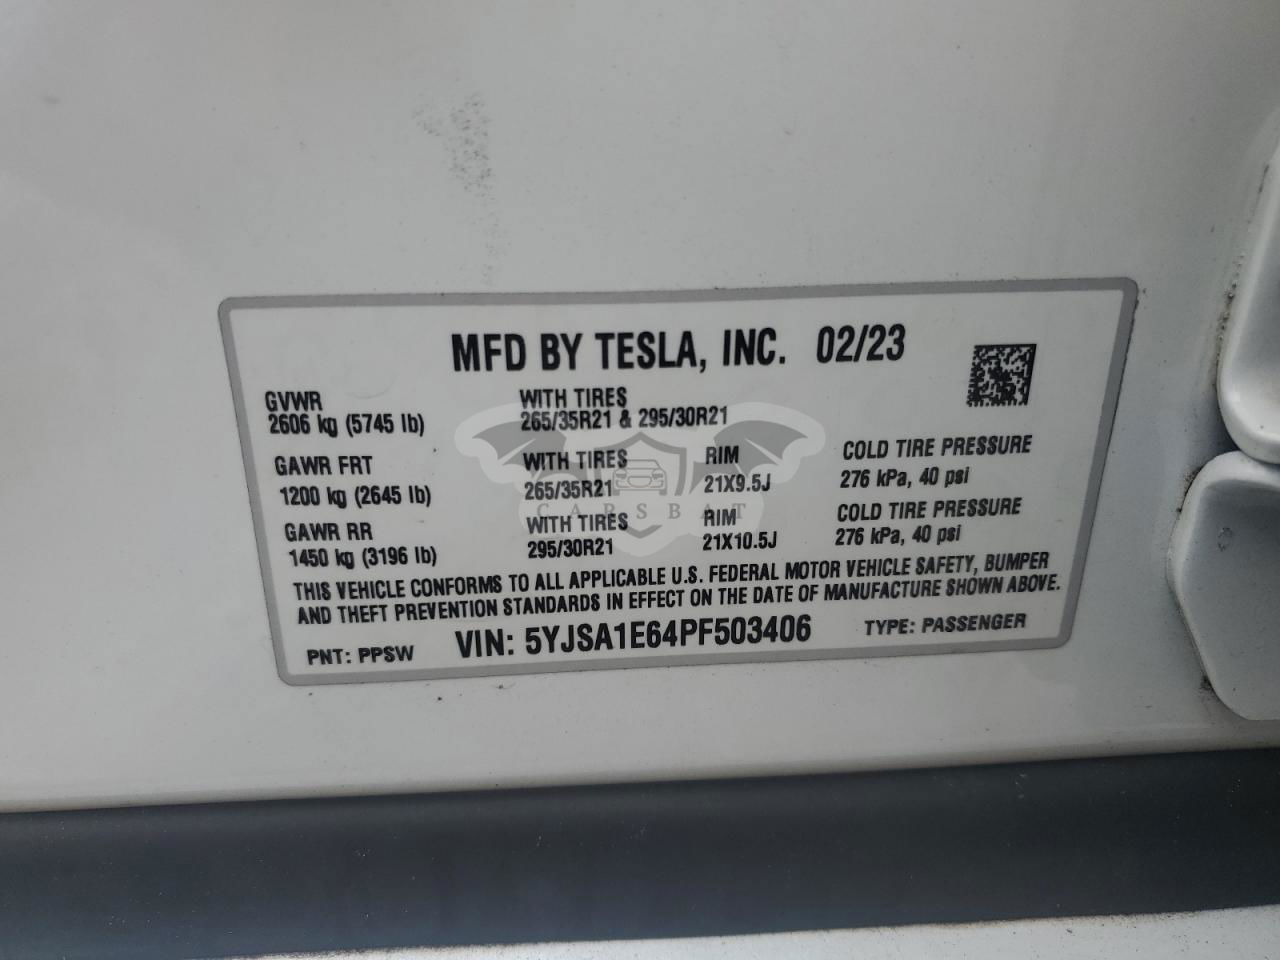 MFD BY TESLA, INC. 02/23
GVWR WITH TIRES
2606 kg (5745 lb) 265/35R21 & 295/30R21
GAWR FRT WITH TIRES RIM COLD TIRE PRESSURE
1200 kg (2645 lb) 265/35R21 21X9.5J 276 kPa, 40 psi
CARSBAT
GAWR RR WITH TIRES RIM COLD TIRE PRESSURE
1450 kg (3196 lb) 295/30R21 21X10.5J 276 kPa, 40 psi
THIS VEHICLE CONFORMS TO ALL APPLICABLE U.S. FEDERAL MOTOR VEHICLE SAFETY, BUMPER
AND THEFT PREVENTION STANDARDS IN EFFECT ON THE DATE OF MANUFACTURE SHOWN ABOVE.
PNT: PPSW VIN: 5YJSA1E64PF503406 TYPE: PASSENGER